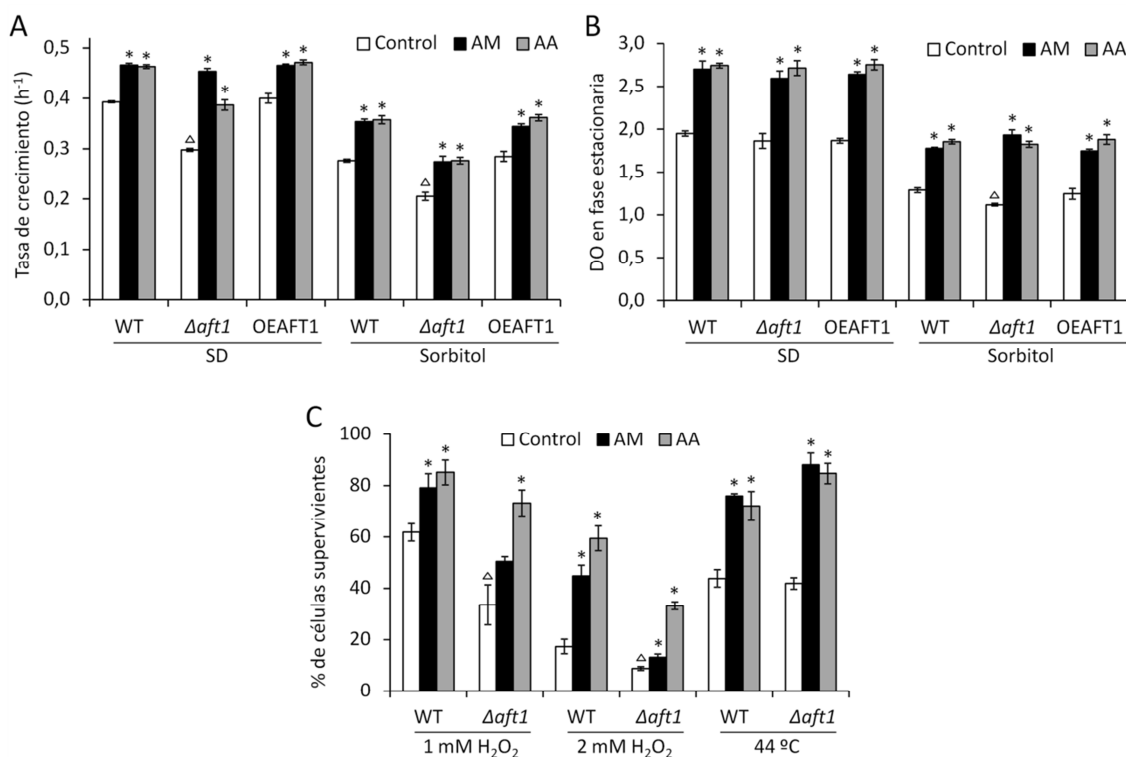 A
Control AM AA
Tasa de crecimiento (h⁻¹)
0,5
0,4
0,3
0,2
0,1
0,0
* * * * * * * * * * * *
Δ Δ
WT Δaft1 OEAFT1 WT Δaft1 OEAFT1
SD Sorbitol
B
Control AM AA
DO en fase estacionaria
3,0
2,5
2,0
1,5
1,0
0,5
0,0
* * * * * * * * * * * *
Δ
WT Δaft1 OEAFT1 WT Δaft1 OEAFT1
SD Sorbitol
C
Control AM AA
% de células supervivientes
100
80
60
40
20
0
* * * * * * * * * * *
Δ Δ
WT Δaft1 WT Δaft1 WT Δaft1
1 mM H₂O₂ 2 mM H₂O₂ 44 ºC